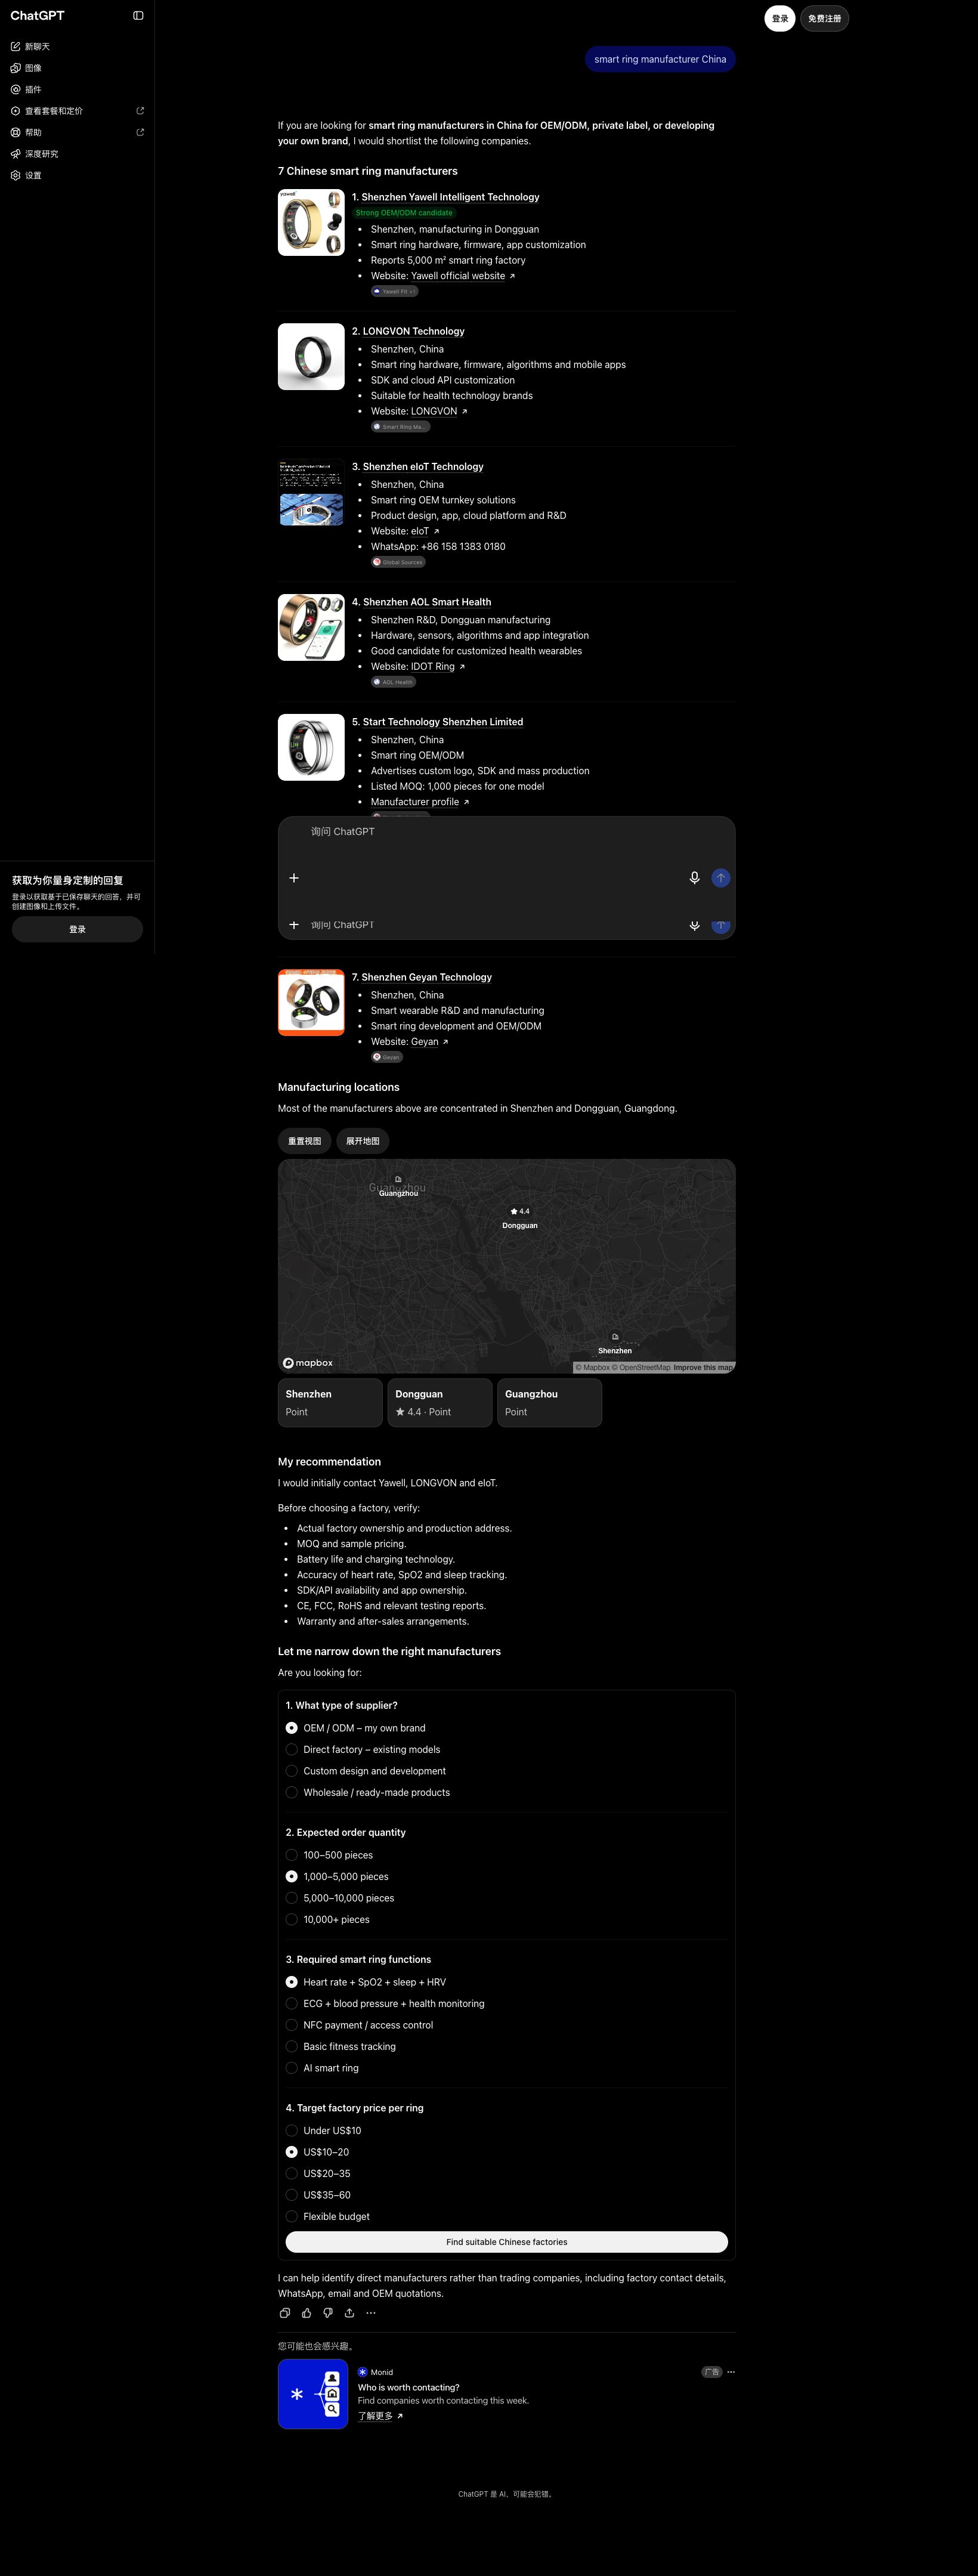 ChatGPT
新聊天
图像
插件
查看套餐和定价
帮助
深度研究
设置
获取为你量身定制的回复
登录以获取基于已保存聊天的回答，并可
创建图像和上传文件。
登录
登录
免费注册
smart ring manufacturer China
If you are looking for smart ring manufacturers in China for OEM/ODM, private label, or developing
your own brand, I would shortlist the following companies.
7 Chinese smart ring manufacturers
yawell
1. Shenzhen Yawell Intelligent Technology
Strong OEM/ODM candidate
Shenzhen, manufacturing in Dongguan
Smart ring hardware, firmware, app customization
Reports 5,000 m² smart ring factory
Website: Yawell official website
Yawell Fit +1
2. LONGVON Technology
Shenzhen, China
Smart ring hardware, firmware, algorithms and mobile apps
SDK and cloud API customization
Suitable for health technology brands
Website: LONGVON
Smart Ring Ma...
3. Shenzhen eIoT Technology
Shenzhen, China
Smart ring OEM turnkey solutions
Product design, app, cloud platform and R&D
Website: eIoT
WhatsApp: +86 158 1383 0180
Global Sources
4. Shenzhen AOL Smart Health
Shenzhen R&D, Dongguan manufacturing
Hardware, sensors, algorithms and app integration
Good candidate for customized health wearables
Website: IDOT Ring
AOL Health
5. Start Technology Shenzhen Limited
Shenzhen, China
Smart ring OEM/ODM
Advertises custom logo, SDK and mass production
Listed MOQ: 1,000 pieces for one model
Manufacturer profile
询问 ChatGPT
询问 ChatGPT
7. Shenzhen Geyan Technology
Shenzhen, China
Smart wearable R&D and manufacturing
Smart ring development and OEM/ODM
Website: Geyan
Geyan
Manufacturing locations
Most of the manufacturers above are concentrated in Shenzhen and Dongguan, Guangdong.
重置视图
展开地图
Guangzhou
Guangzhou
4.4
Dongguan
Shenzhen
mapbox
© Mapbox © OpenStreetMap Improve this map
Shenzhen
Point
Dongguan
★ 4.4 · Point
Guangzhou
Point
My recommendation
I would initially contact Yawell, LONGVON and eIoT.
Before choosing a factory, verify:
Actual factory ownership and production address.
MOQ and sample pricing.
Battery life and charging technology.
Accuracy of heart rate, SpO2 and sleep tracking.
SDK/API availability and app ownership.
CE, FCC, RoHS and relevant testing reports.
Warranty and after-sales arrangements.
Let me narrow down the right manufacturers
Are you looking for:
1. What type of supplier?
OEM / ODM – my own brand
Direct factory – existing models
Custom design and development
Wholesale / ready-made products
2. Expected order quantity
100–500 pieces
1,000–5,000 pieces
5,000–10,000 pieces
10,000+ pieces
3. Required smart ring functions
Heart rate + SpO2 + sleep + HRV
ECG + blood pressure + health monitoring
NFC payment / access control
Basic fitness tracking
AI smart ring
4. Target factory price per ring
Under US$10
US$10–20
US$20–35
US$35–60
Flexible budget
Find suitable Chinese factories
I can help identify direct manufacturers rather than trading companies, including factory contact details,
WhatsApp, email and OEM quotations.
您可能也会感兴趣。
Monid
广告
Who is worth contacting?
Find companies worth contacting this week.
了解更多
ChatGPT 是 AI，可能会犯错。